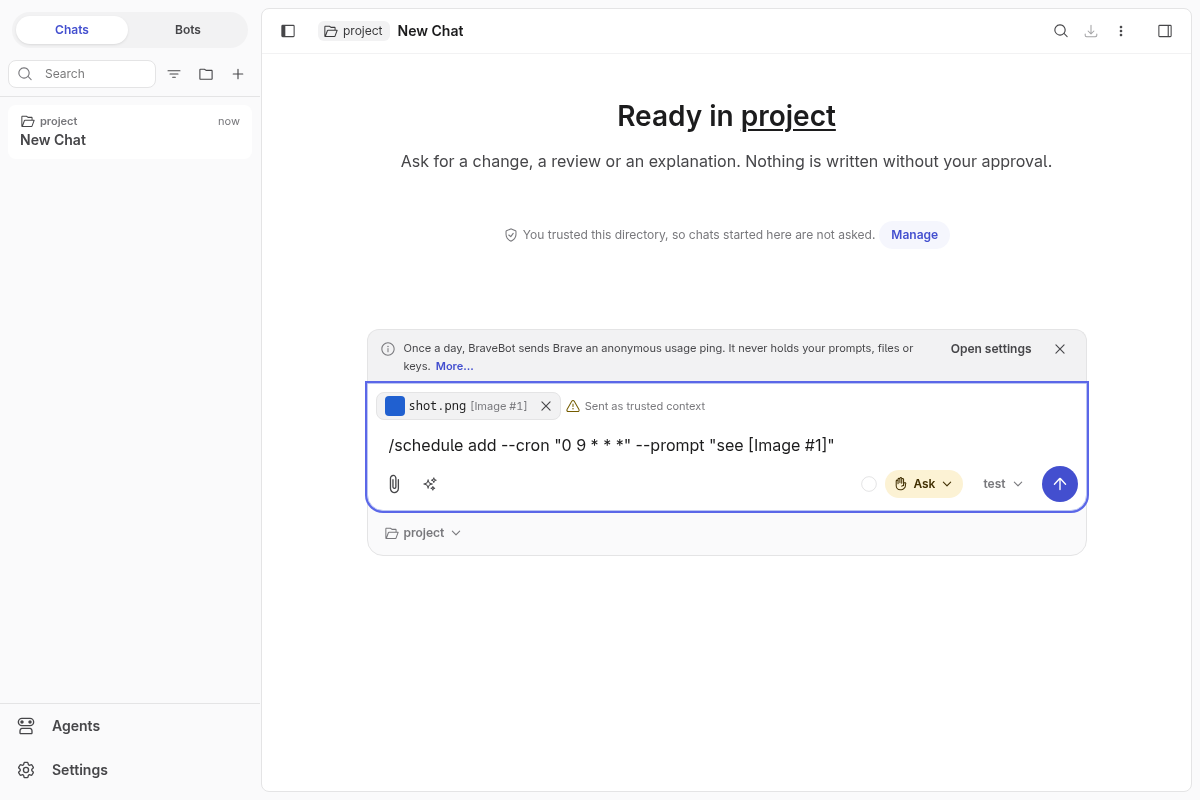 Chats
Bots
Search
project
now
New Chat
Agents
Settings
project
New Chat
Ready in project
Ask for a change, a review or an explanation. Nothing is written without your approval.
You trusted this directory, so chats started here are not asked.
Manage
Once a day, BraveBot sends Brave an anonymous usage ping. It never holds your prompts, files or
keys. More...
Open settings
shot.png [Image #1]
Sent as trusted context
/schedule add --cron "0 9 * * *" --prompt "see [Image #1]"
Ask
test
project